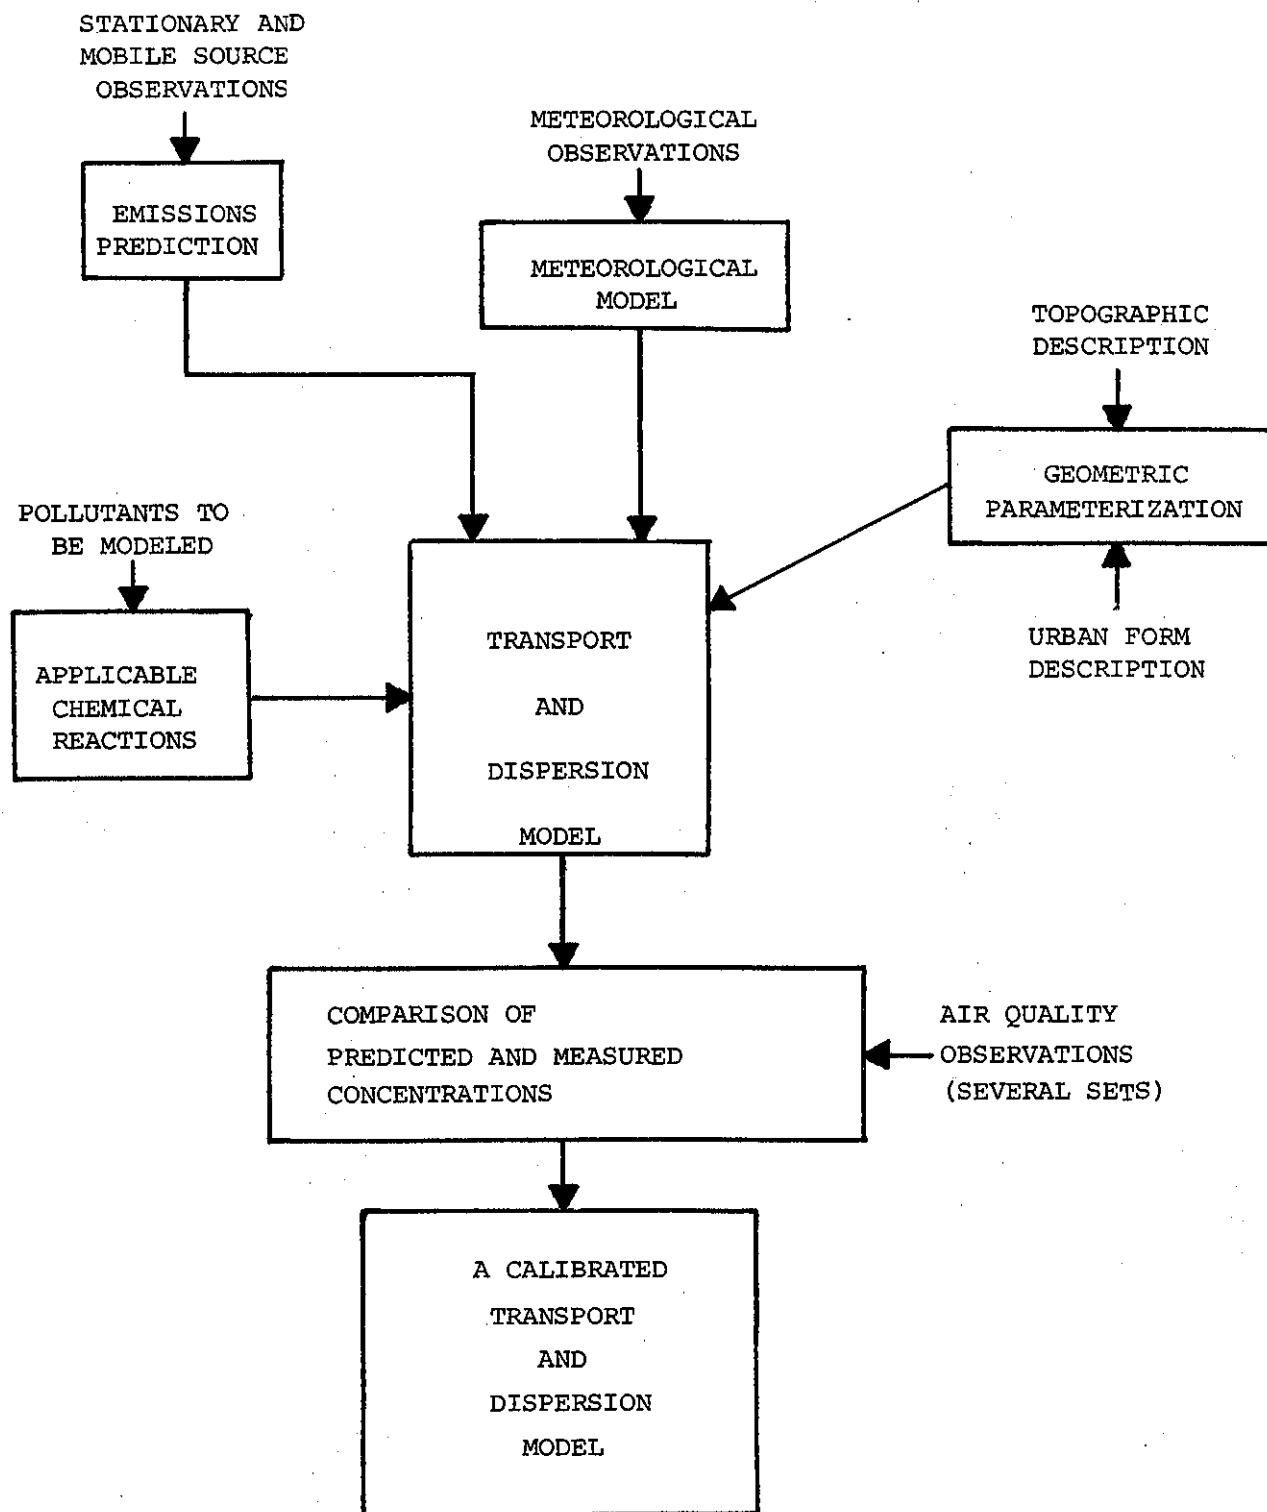 STATIONARY AND
MOBILE SOURCE
OBSERVATIONS
EMISSIONS
PREDICTION
METEOROLOGICAL
OBSERVATIONS
METEOROLOGICAL
MODEL
TOPOGRAPHIC
DESCRIPTION
GEOMETRIC
PARAMETERIZATION
URBAN FORM
DESCRIPTION
POLLUTANTS TO
BE MODELED
APPLICABLE
CHEMICAL
REACTIONS
TRANSPORT
AND
DISPERSION
MODEL
COMPARISON OF
PREDICTED AND MEASURED
CONCENTRATIONS
AIR QUALITY
OBSERVATIONS
(SEVERAL SETS)
A CALIBRATED
TRANSPORT
AND
DISPERSION
MODEL